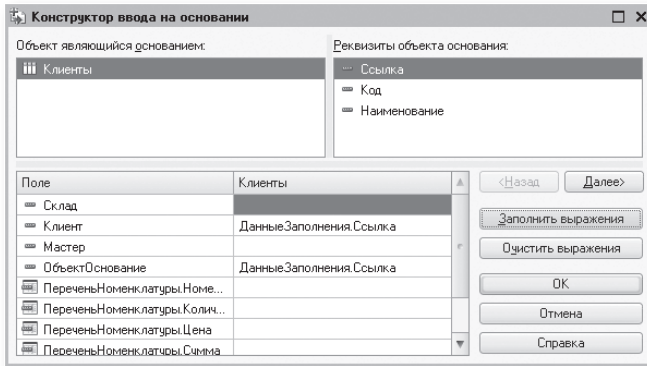 Конструктор ввода на основании
Объект являющийся основанием:
Реквизиты объекта основания:
Клиенты
Ссылка
Код
Наименование
Поле Клиенты
Склад
Клиент ДанныеЗаполнения.Ссылка
Мастер
ОбъектОснование ДанныеЗаполнения.Ссылка
ПереченьНоменклатуры.Номе...
ПереченьНоменклатуры.Колич...
ПереченьНоменклатуры.Цена
ПереченьНоменклатуры.Сумма
<Назад Далее>
Заполнить выражения
Очистить выражения
OK
Отмена
Справка